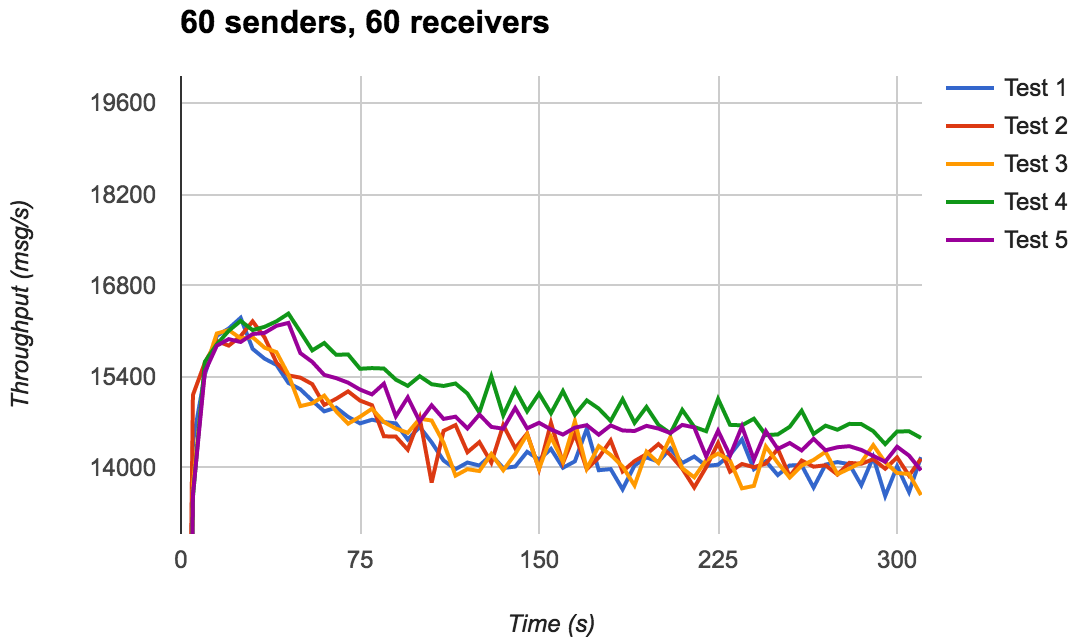 60 senders, 60 receivers
Throughput (msg/s)
19600
18200
16800
15400
14000
0 75 150 225 300
Time (s)
Test 1
Test 2
Test 3
Test 4
Test 5